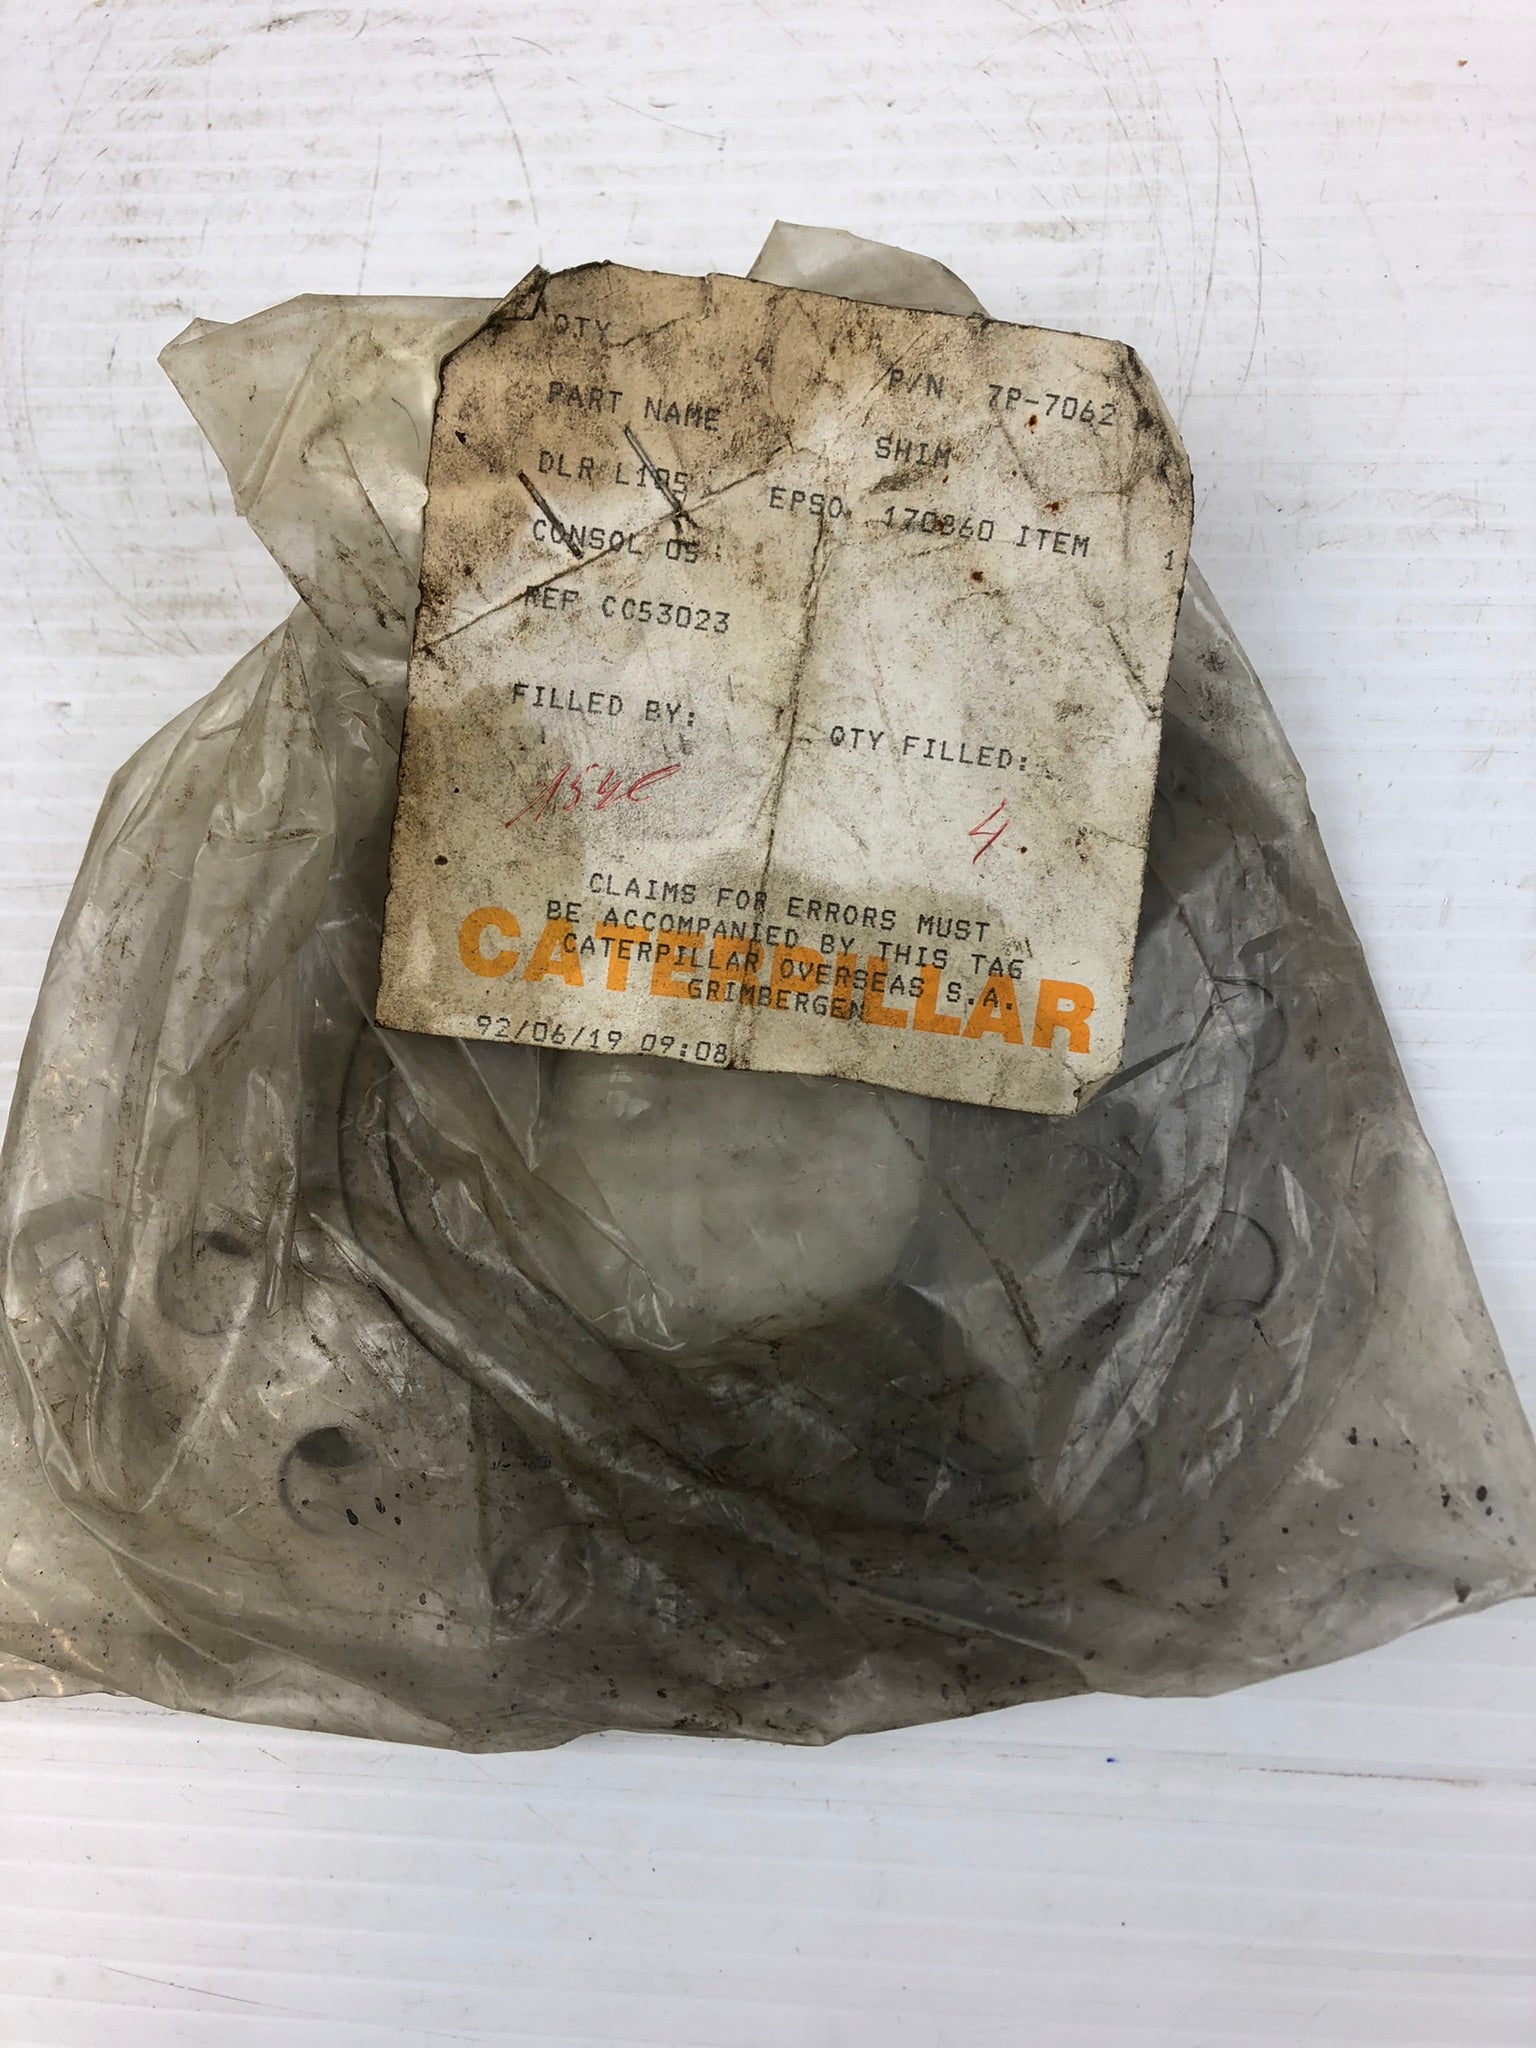 QTY 4 P/N 7P-7062
PART NAME SHIM
DLR L195 EPSO 170860 ITEM 1
CONSOL 05
REF CC53023
FILLED BY: QTY FILLED:
4.
CLAIMS FOR ERRORS MUST
BE ACCOMPANIED BY THIS TAG
CATERPILLAR OVERSEAS S.A.
GRIMBERGEN
CATERPILLAR
92/06/19 09:08